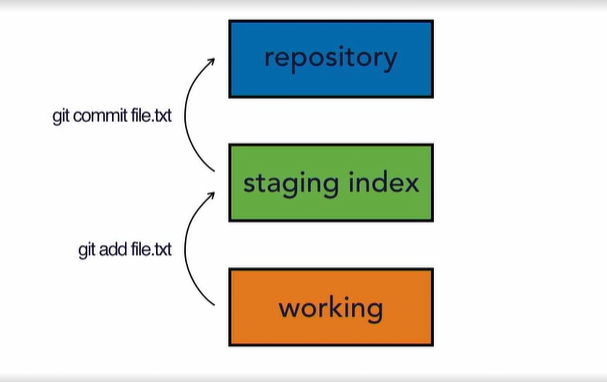 repository
git commit file.txt
staging index
git add file.txt
working